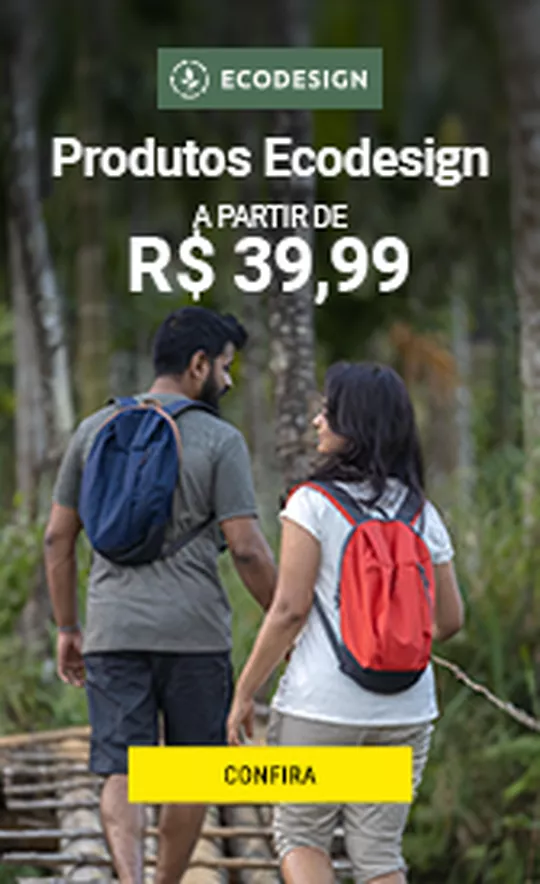 ECODESIGN
Produtos Ecodesign
A PARTIR DE
R$ 39,99
CONFIRA